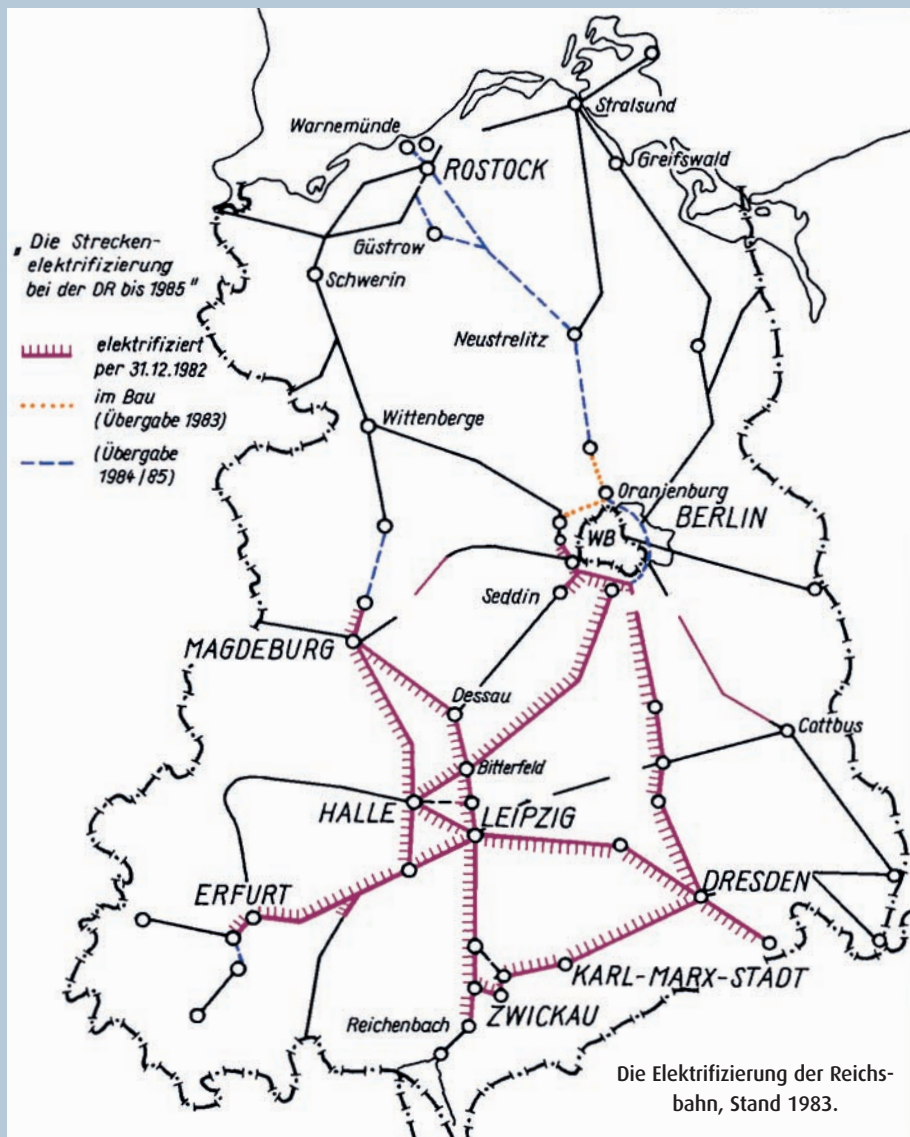 Stralsund
Warnemünde
Greifswald
ROSTOCK
„Die Strecken-
elektrifizierung
bei der DR bis 1985"
Güstrow
Schwerin
elektrifiziert
per 31.12.1982
im Bau
(Übergabe 1983)
(Übergabe
1984/85)
Neustrelitz
Wittenberge
Oranjenburg
BERLIN
WB
Seddin
MAGDEBURG
Dessau
Cottbus
Bitterfeld
HALLE
LEIPZIG
ERFURT
DRESDEN
KARL-MARX-STADT
ZWICKAU
Reichenbach
Die Elektrifizierung der Reichs-
bahn, Stand 1983.